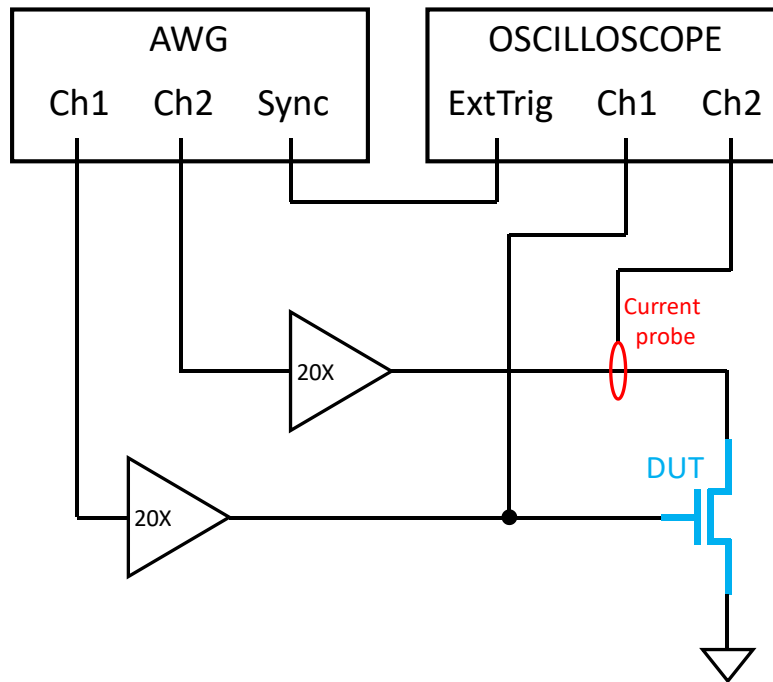 AWG
Ch1 Ch2 Sync
OSCILLOSCOPE
ExtTrig Ch1 Ch2
Current
probe
20X
DUT
20X